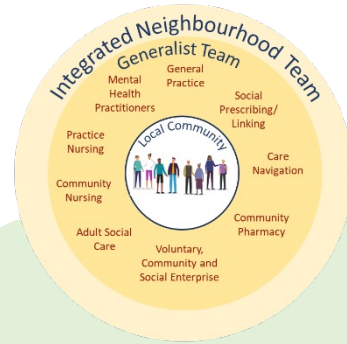 Integrated Neighbourhood Team
Generalist Team
General
Practice
Social
Prescribing/
Linking
Care
Navigation
Community
Pharmacy
Voluntary,
Community and
Social Enterprise
Adult Social
Care
Community
Nursing
Practice
Nursing
Mental
Health
Practitioners
Local Community